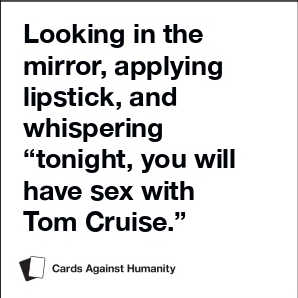 Looking in the
mirror, applying
lipstick, and
whispering
“tonight, you will
have sex with
Tom Cruise.”
Cards Against Humanity